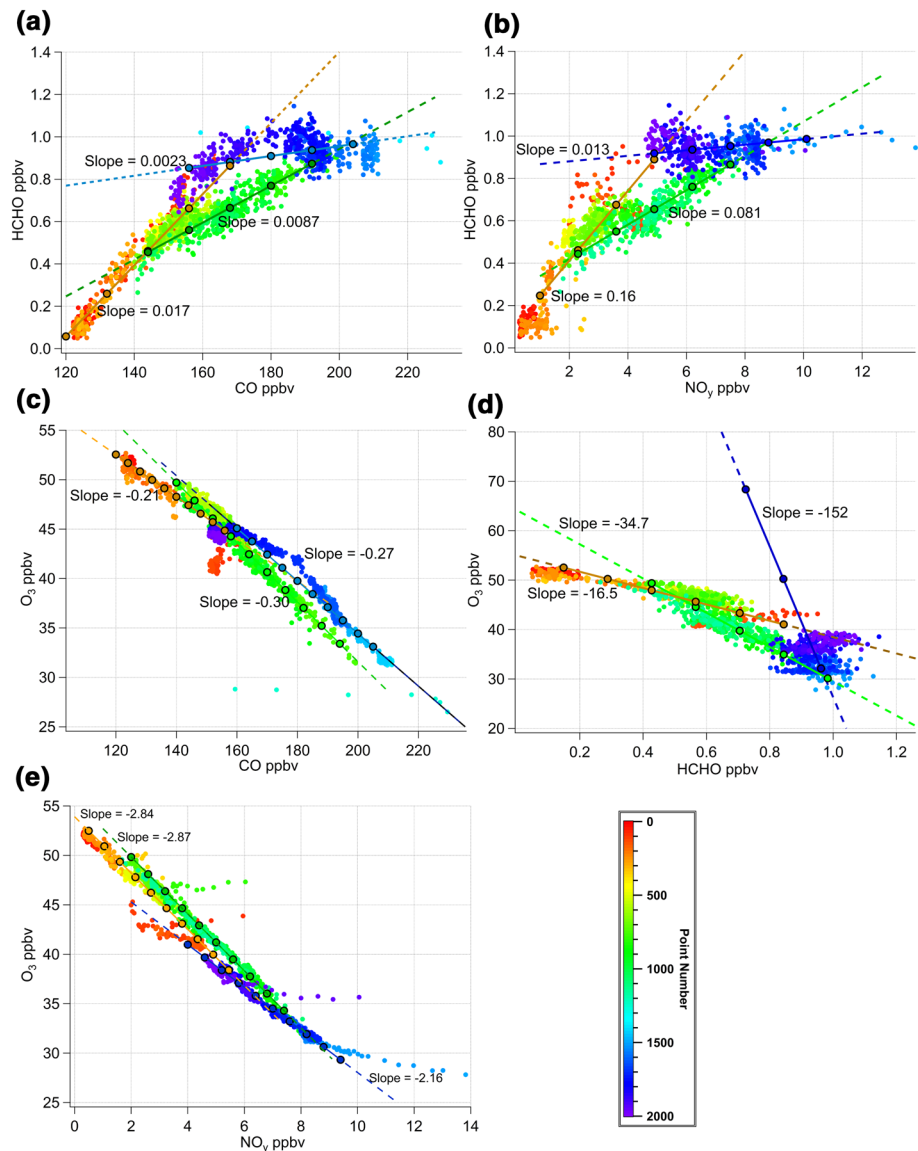 (a)
1.4
1.2
1.0
0.8
0.6
0.4
0.2
0.0
HCHO ppbv
Slope = 0.0023
Slope = 0.0087
Slope = 0.017
120 140 160 180 200 220
CO ppbv
(b)
1.4
1.2
1.0
0.8
0.6
0.4
0.2
0.0
HCHO ppbv
Slope = 0.013
Slope = 0.081
Slope = 0.16
2 4 6 8 10 12
NOy ppbv
(c)
55
50
45
40
35
30
25
O3 ppbv
Slope = -0.21
Slope = -0.27
Slope = -0.30
120 140 160 180 200 220
CO ppbv
(d)
80
70
60
50
40
30
20
O3 ppbv
Slope = -34.7
Slope = -152
Slope = -16.5
0.2 0.4 0.6 0.8 1.0 1.2
HCHO ppbv
(e)
55
50
45
40
35
30
25
O3 ppbv
Slope = -2.84
Slope = -2.87
Slope = -2.16
0 2 4 6 8 10 12 14
NOy ppbv
0
500
1000
1500
2000
Point Number